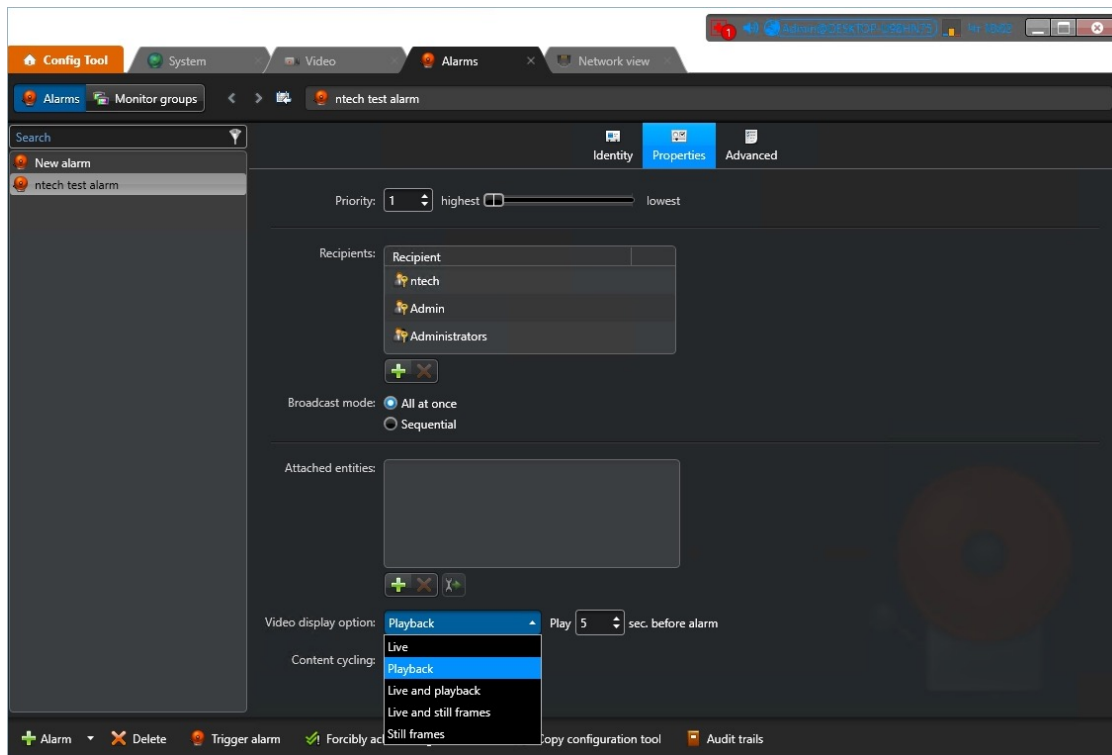 Config Tool System Video Alarms Network view
Alarms Monitor groups ntech test alarm
Search
New alarm
ntech test alarm
Identity Properties Advanced
Priority: 1 highest lowest
Recipients: Recipient
ntech
Admin
Administrators
Broadcast mode: All at once
Sequential
Attached entities:
Video display option: Playback Play 5 sec. before alarm
Live
Content cycling: Playback
Live and playback
Live and still frames
Still frames
Alarm Delete Trigger alarm Forcibly ac opy configuration tool Audit trails